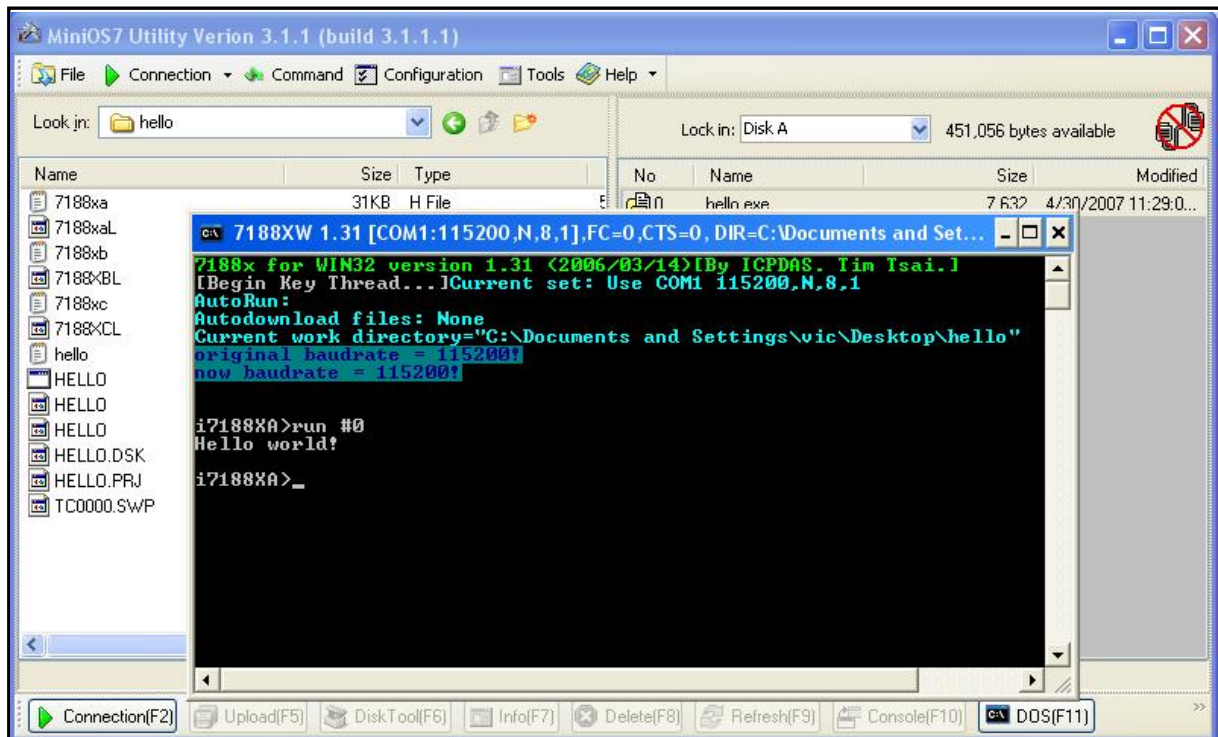 MiniOS7 Utility Verion 3.1.1 (build 3.1.1.1)
File Connection Command Configuration Tools Help
Look in: hello
Lock in: Disk A 451,056 bytes available
Name Size Type
No Name Size Modified
7188xa 31KB H File 5
0 hello.exe 7,632 4/30/2007 11:29:0...
7188xaL
7188xb
7188XBL
7188xc
7188XCL
hello
HELLO
HELLO
HELLO
HELLO.DSK
HELLO.PRJ
TC0000.SWP
7188XW 1.31 [COM1:115200,N,8,1],FC=0,CTS=0, DIR=C:\Documents and Set...
7188x for WIN32 version 1.31 (2006/03/14)[By ICPDAS. Tim Tsai.]
[Begin Key Thread...]Current set: Use COM1 115200,N,8,1
AutoRun:
Autodownload files: None
Current work directory="C:\Documents and Settings\vic\Desktop\hello"
original baudrate = 115200!
now baudrate = 115200!
i7188XA>run #0
Hello world!
i7188XA>_
Connection(F2) Upload(F5) DiskTool(F6) Info(F7) Delete(F8) Refresh(F9) Console(F10) DOS(F11)